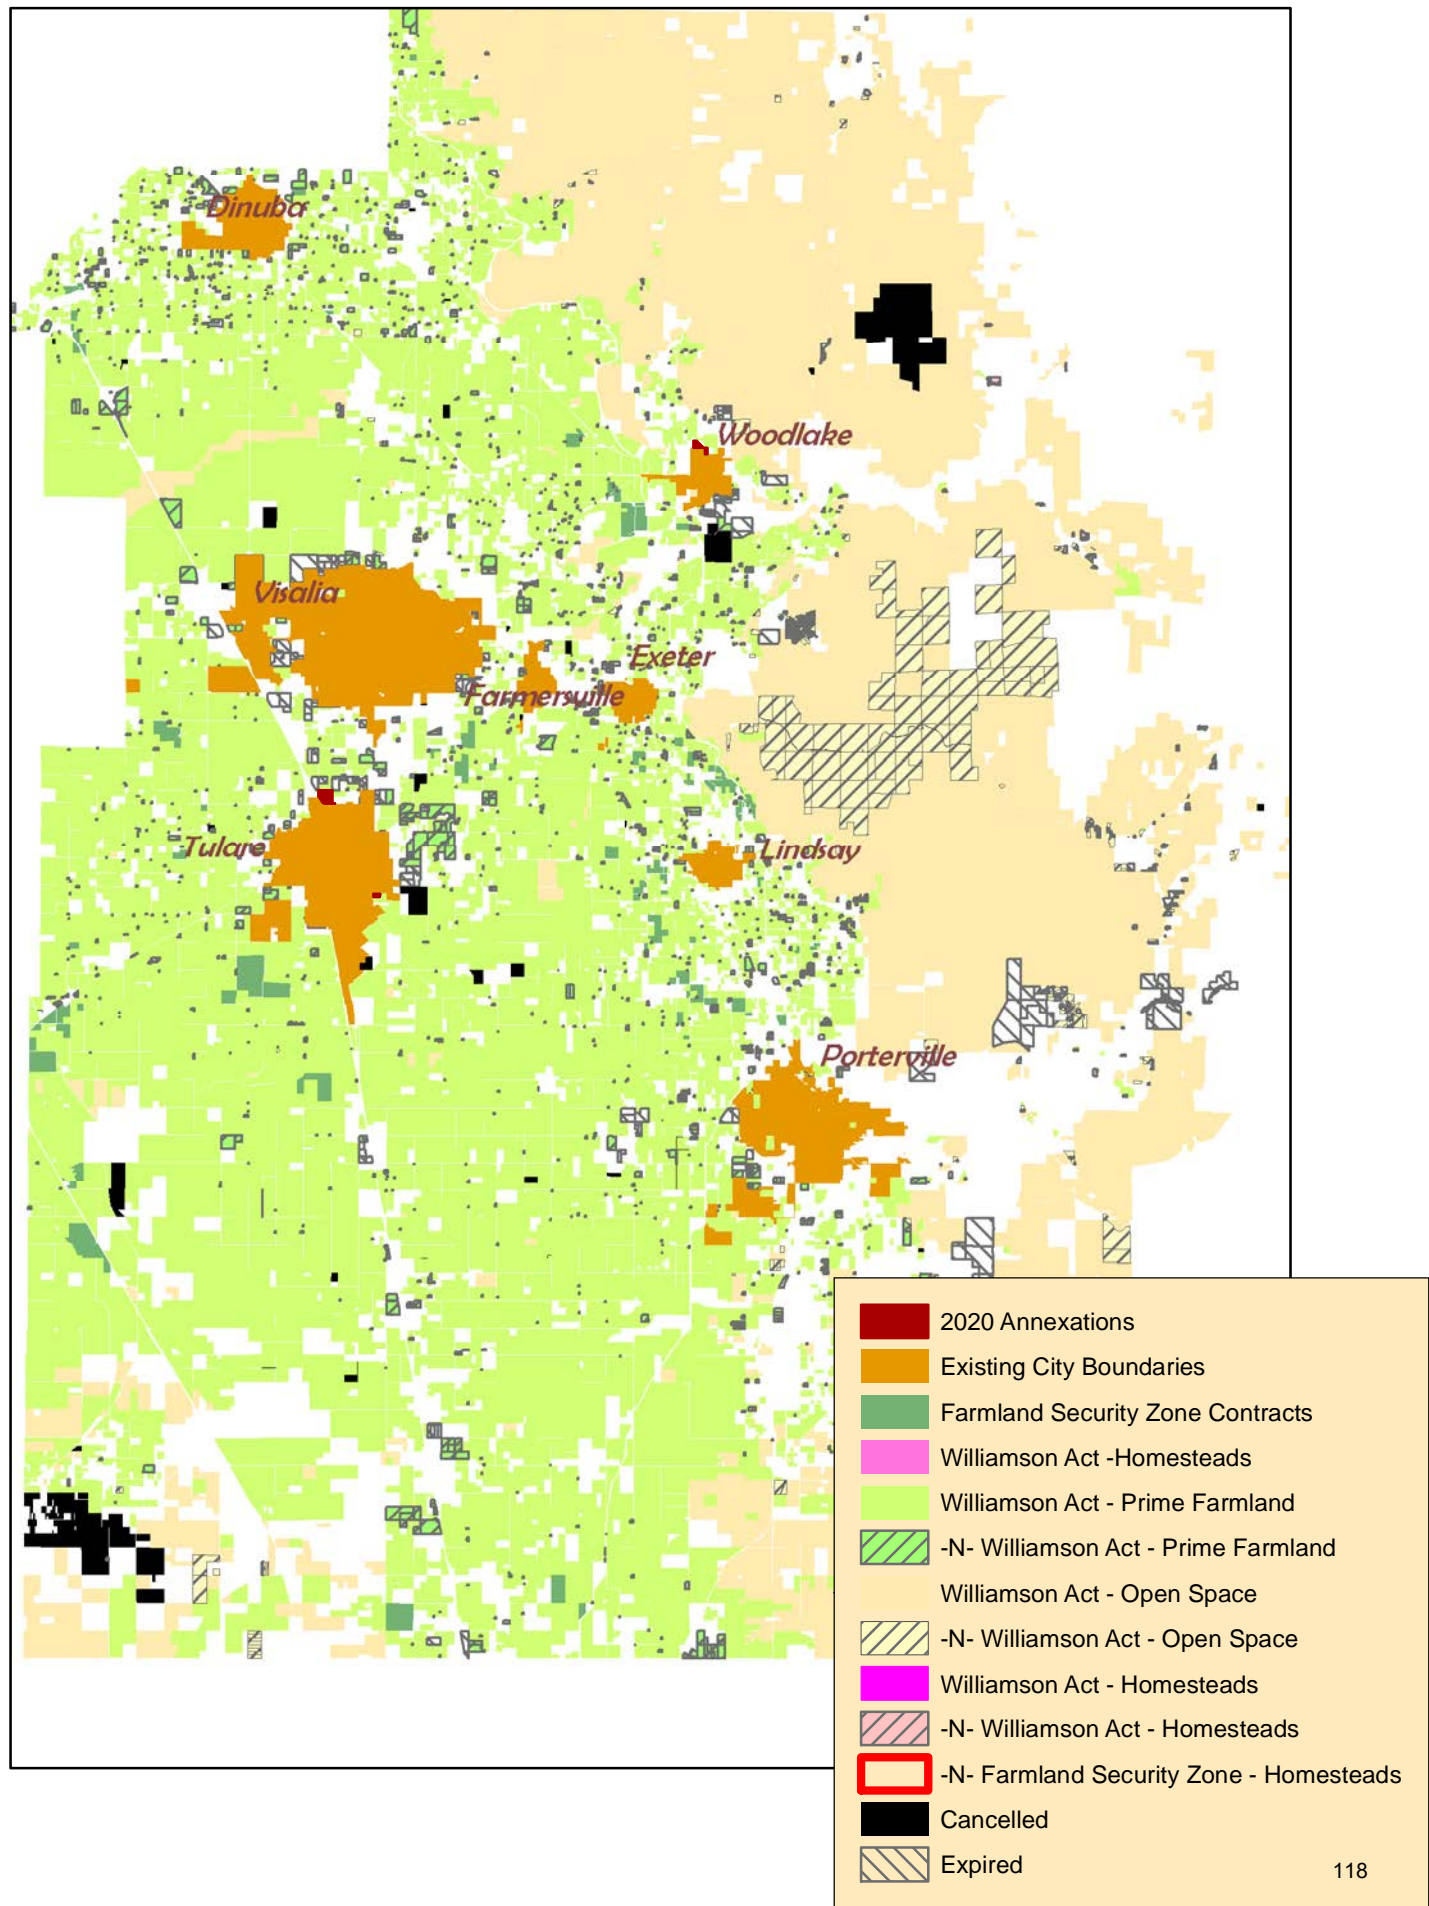 Dinuba
Woodlake
Visalia
Exeter
Farmersville
Tulare
Lindsay
Porterville
2020 Annexations
Existing City Boundaries
Farmland Security Zone Contracts
Williamson Act -Homesteads
Williamson Act - Prime Farmland
-N- Williamson Act - Prime Farmland
Williamson Act - Open Space
-N- Williamson Act - Open Space
Williamson Act - Homesteads
-N- Williamson Act - Homesteads
-N- Farmland Security Zone - Homesteads
Cancelled
Expired
118